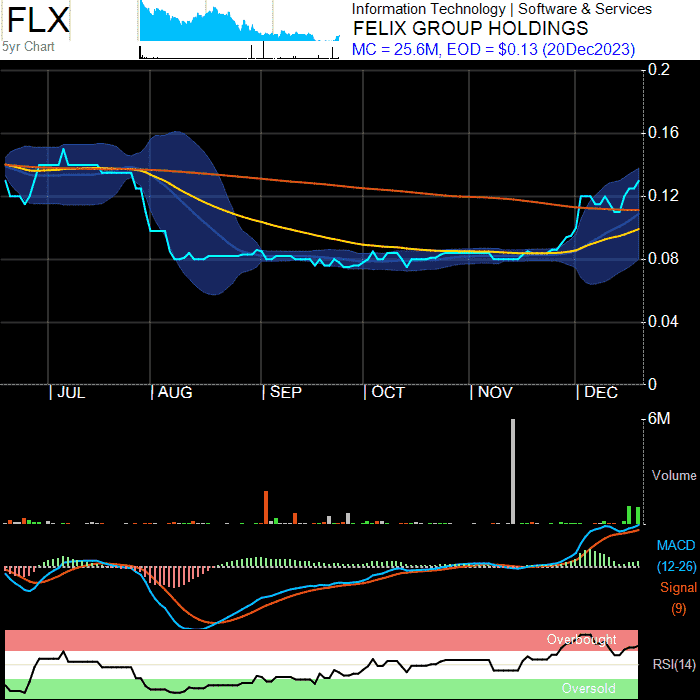 FLX
5yr Chart
Information Technology | Software & Services
FELIX GROUP HOLDINGS
MC = 25.6M, EOD = $0.13 (20Dec2023)
0.2
0.16
0.12
0.08
0.04
0
| JUL | AUG | SEP | OCT | NOV | DEC
6M
Volume
MACD
(12-26)
Signal
(9)
Overbought
RSI(14)
Oversold